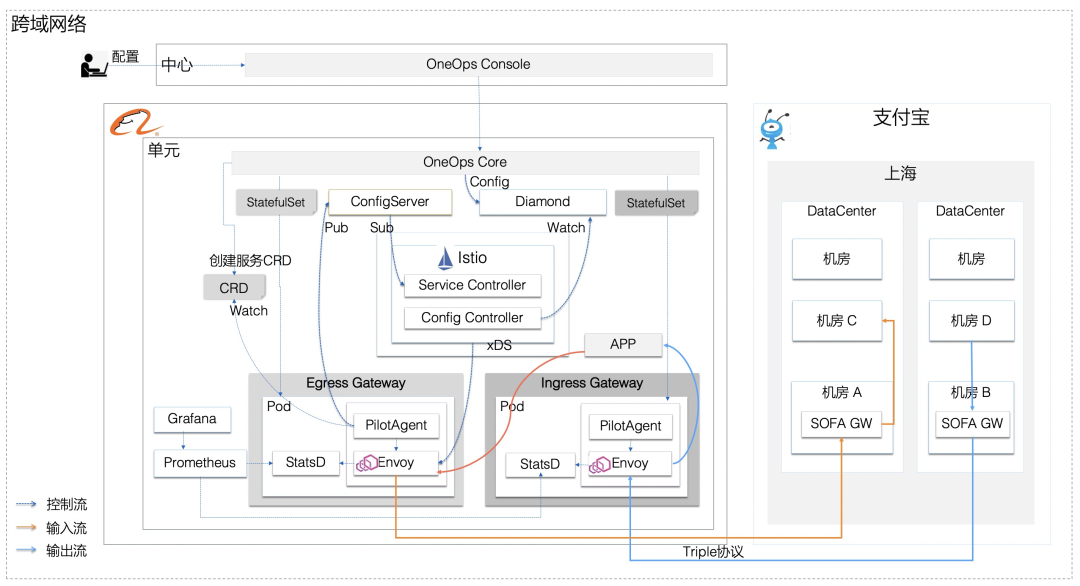 跨域网络
配置
中心
OneOps Console
单元
OneOps Core
Config
StatefulSet
ConfigServer
Diamond
StatefulSet
Pub
Sub
Watch
Istio
Service Controller
Config Controller
创建服务CRD
CRD
Watch
xDS
APP
Egress Gateway
Pod
PilotAgent
StatsD
Envoy
Ingress Gateway
Pod
PilotAgent
StatsD
Envoy
Grafana
Prometheus
控制流
输入流
输出流
Triple协议
支付宝
上海
DataCenter
机房
机房 C
机房 A
SOFA GW
DataCenter
机房
机房 D
机房 B
SOFA GW